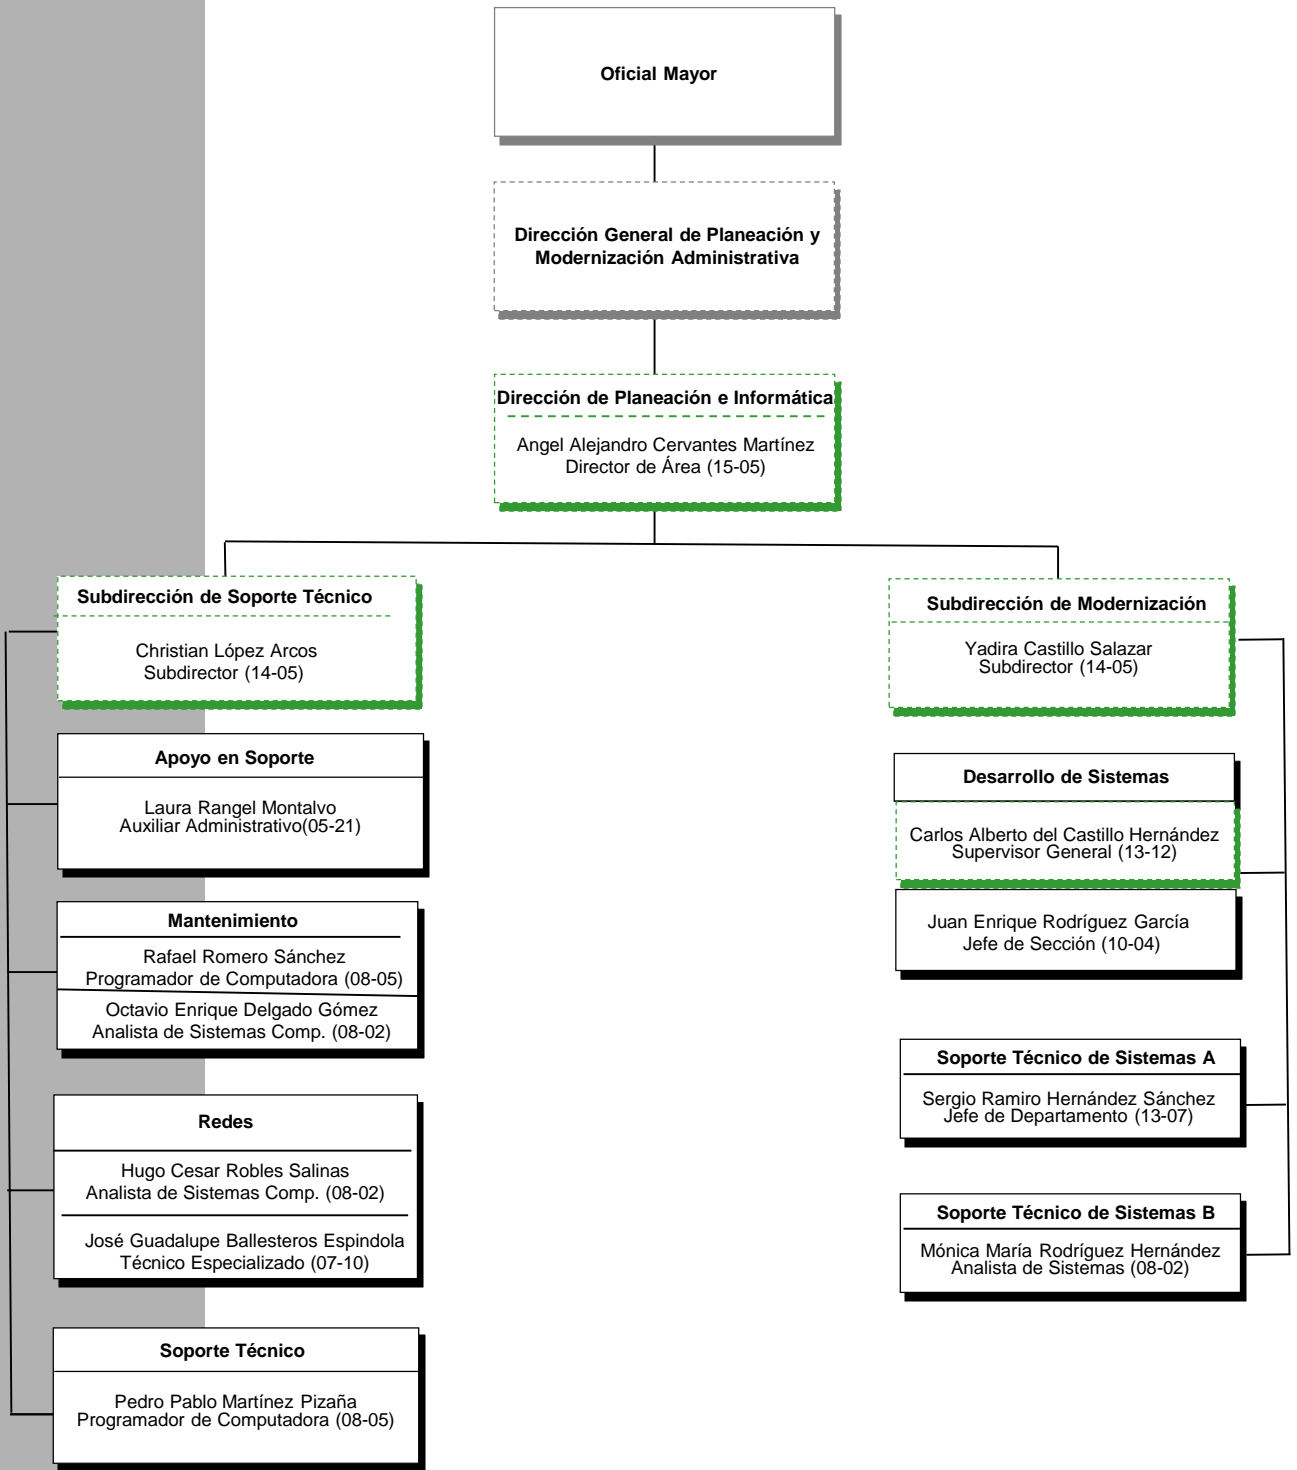 Oficial Mayor
Dirección General de Planeación y
Modernización Administrativa
Dirección de Planeación e Informática
Angel Alejandro Cervantes Martínez
Director de Área (15-05)
Subdirección de Soporte Técnico
Christian López Arcos
Subdirector (14-05)
Apoyo en Soporte
Laura Rangel Montalvo
Auxiliar Administrativo(05-21)
Mantenimiento
Rafael Romero Sánchez
Programador de Computadora (08-05)
Octavio Enrique Delgado Gómez
Analista de Sistemas Comp. (08-02)
Redes
Hugo Cesar Robles Salinas
Analista de Sistemas Comp. (08-02)
José Guadalupe Ballesteros Espindola
Técnico Especializado (07-10)
Soporte Técnico
Pedro Pablo Martínez Pizaña
Programador de Computadora (08-05)
Subdirección de Modernización
Yadira Castillo Salazar
Subdirector (14-05)
Desarrollo de Sistemas
Carlos Alberto del Castillo Hernández
Supervisor General (13-12)
Juan Enrique Rodríguez García
Jefe de Sección (10-04)
Soporte Técnico de Sistemas A
Sergio Ramiro Hernández Sánchez
Jefe de Departamento (13-07)
Soporte Técnico de Sistemas B
Mónica María Rodríguez Hernández
Analista de Sistemas (08-02)